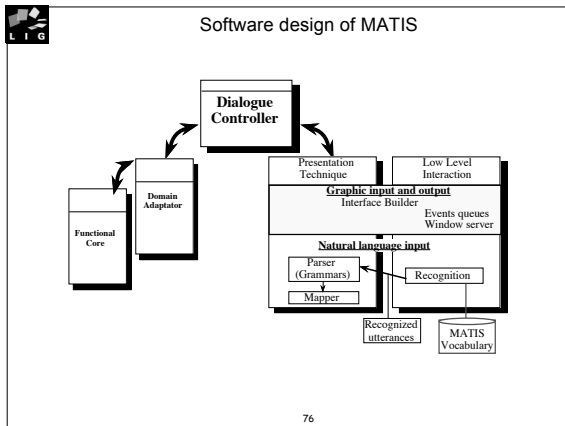 Software design of MATIS
L I G
Dialogue
Controller
Presentation
Technique
Low Level
Interaction
Domain
Adaptator
Functional
Core
Graphic input and output
Interface Builder
Events queues
Window server
Natural language input
Parser
(Grammars)
Recognition
Mapper
Recognized
utterances
MATIS
Vocabulary
76